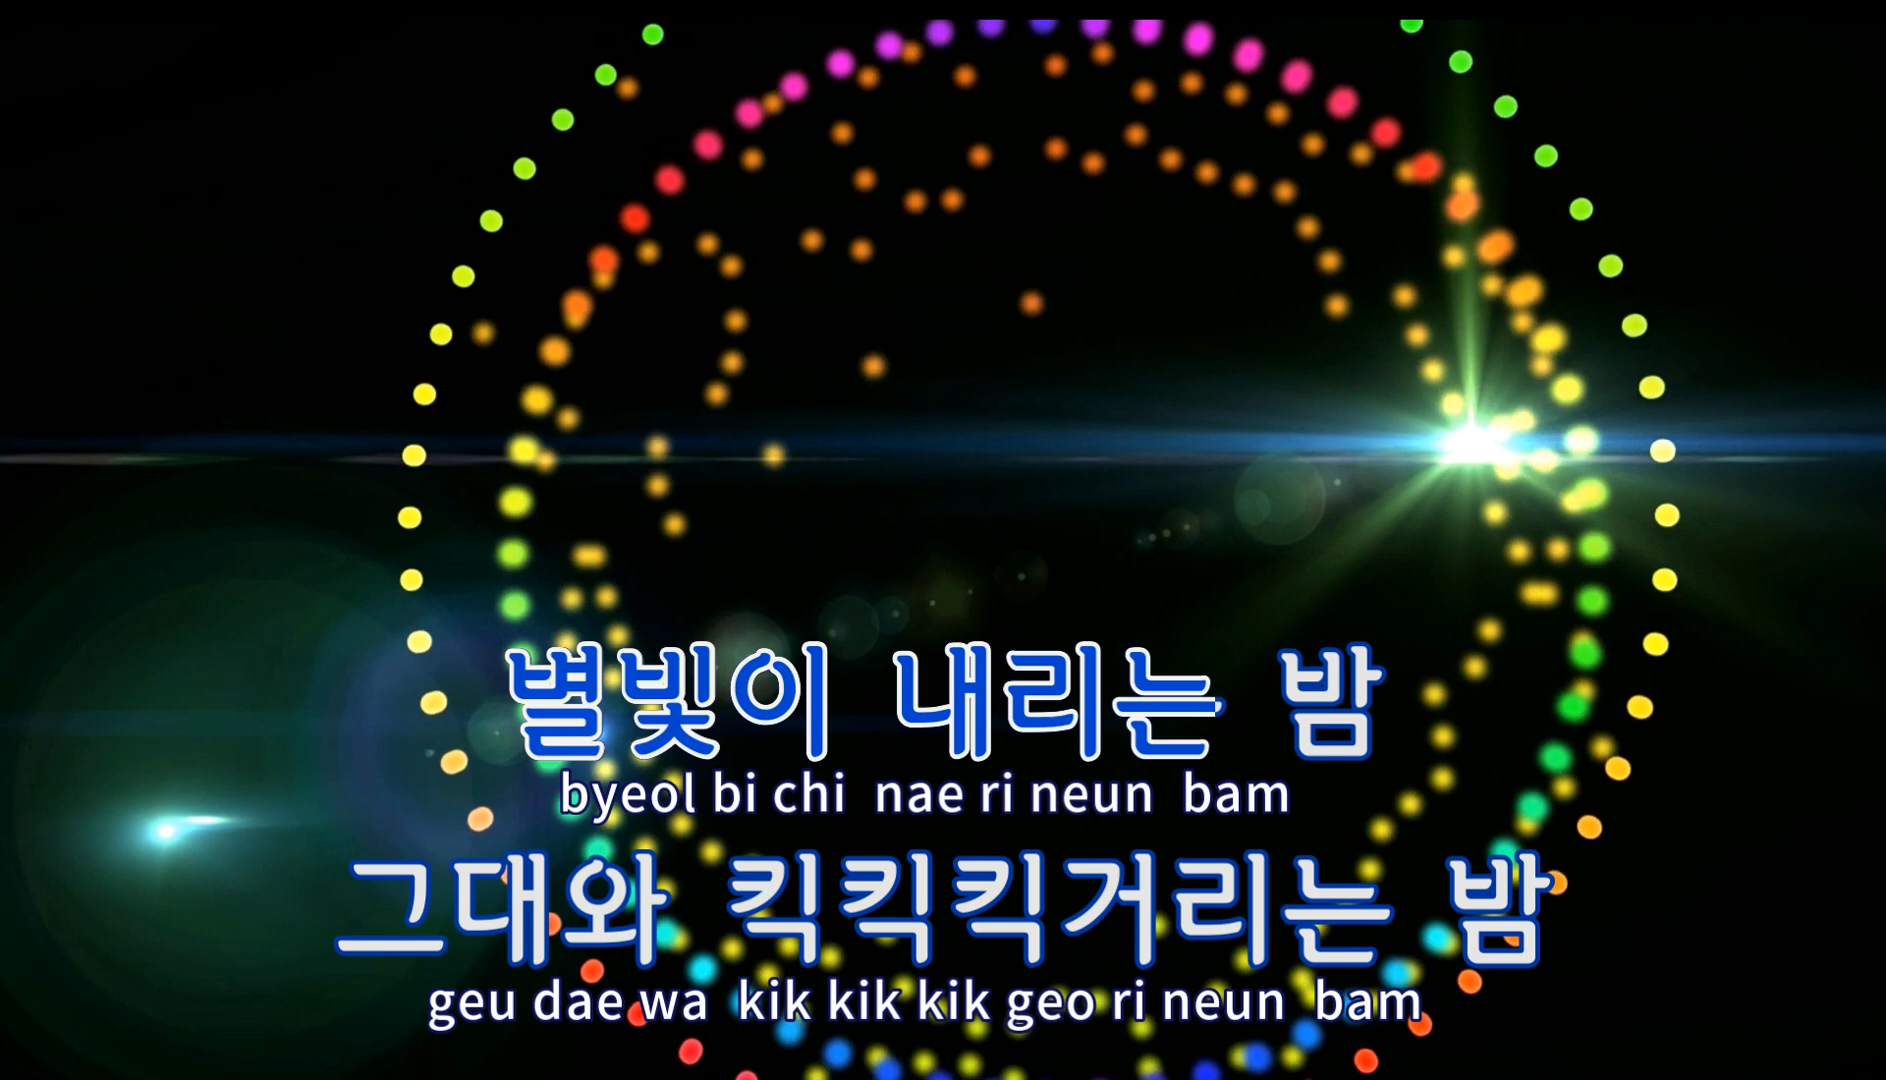 별빛이 내리는 밤
byeol bi chi nae ri neun bam
그대와 킥킥킥거리는 밤
geu dae wa kik kik kik geo ri neun bam